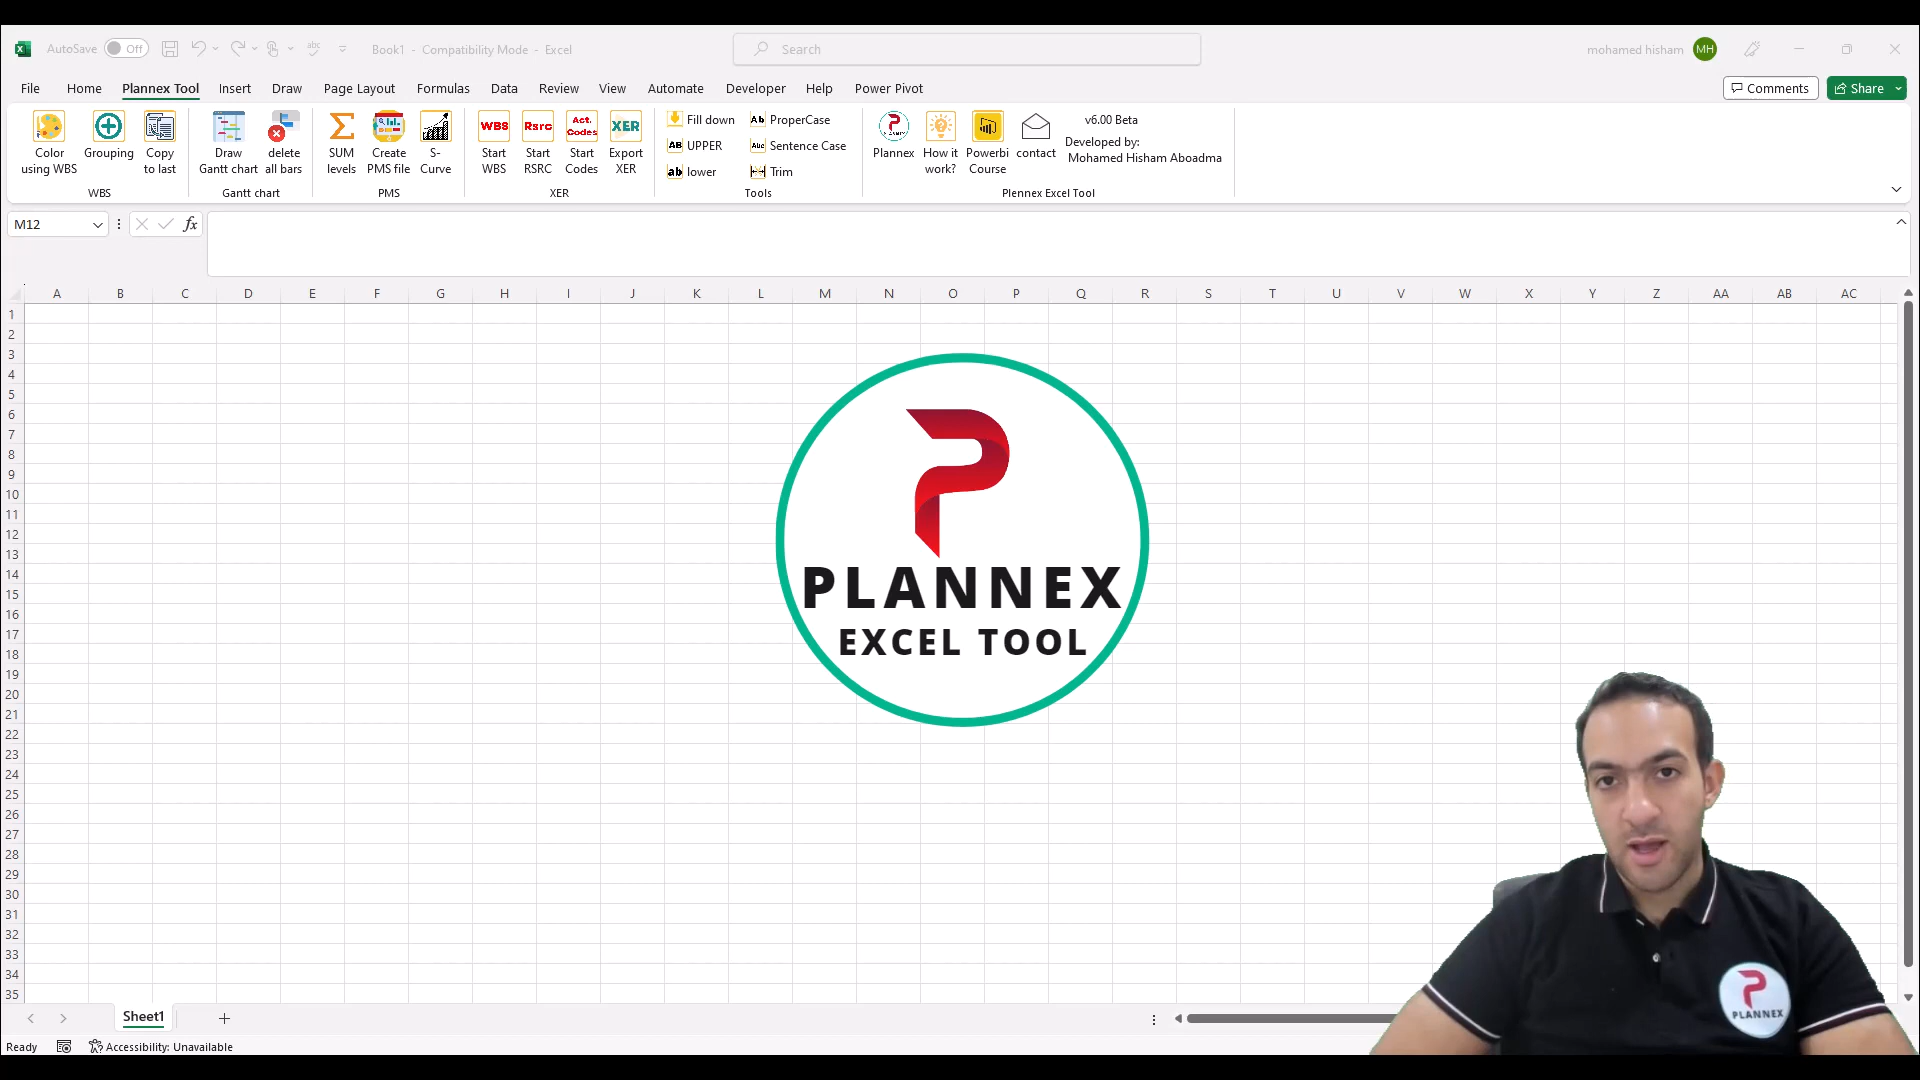 AutoSave Off
Book1 - Compatibility Mode - Excel
Search
mohamed hisham MH
File Home Plannex Tool Insert Draw Page Layout Formulas Data Review View Automate Developer Help Power Pivot
Comments Share
Color using WBS
Grouping
Copy to last
WBS
Draw Gantt chart
delete all bars
Gantt chart
SUM levels
Create PMS file
S-Curve
PMS
WBS
Start WBS
Rsrc
Start RSRC
Act. Codes
Start Codes
XER
Export XER
XER
Fill down
AB UPPER
ab lower
Ab ProperCase
Abc Sentence Case
Trim
Tools
PLANNEX
Plannex
How it work?
Powerbi Course
contact
v6.00 Beta
Developed by:
Mohamed Hisham Aboadma
Plennex Excel Tool
M12
fx
A B C D E F G H I J K L M N O P Q R S T U V W X Y Z AA AB AC
1
2
3
4
5
6
7
8
9
10
11
12
13
14
15
16
17
18
19
20
21
22
23
24
25
26
27
28
29
30
31
32
33
34
35
PLANNEX
EXCEL TOOL
PLANNEX
Sheet1
Ready
Accessibility: Unavailable